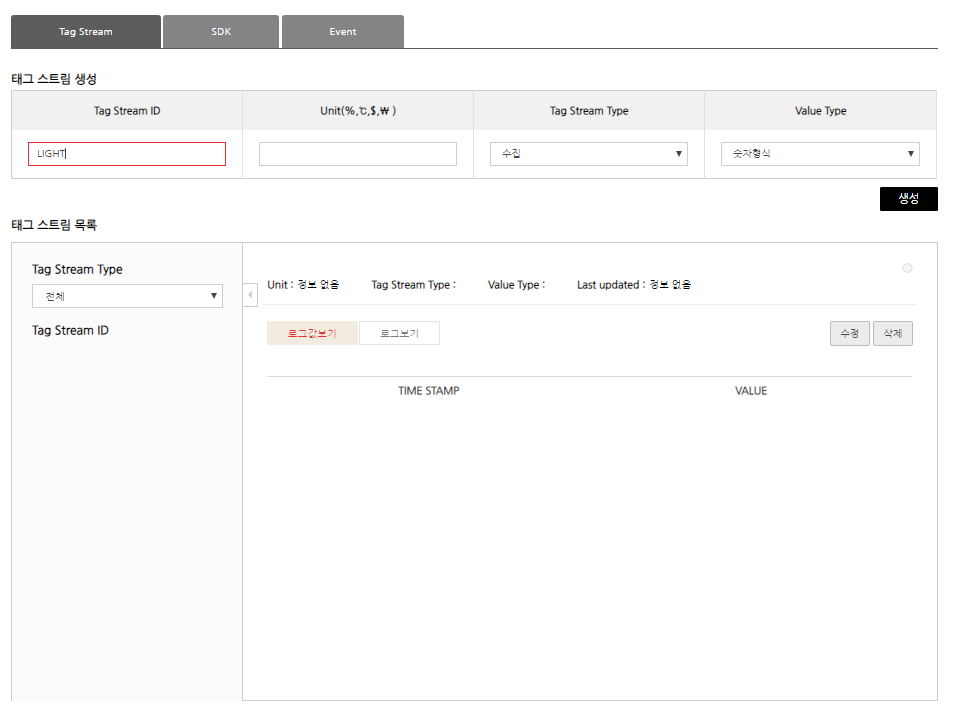 Tag Stream SDK Event
태그 스트림 생성
Tag Stream ID Unit(%,℃,$,₩ ) Tag Stream Type Value Type
LIGHT 수집 숫자형식
생성
태그 스트림 목록
Tag Stream Type
전체
Tag Stream ID
Unit : 정보 없음 Tag Stream Type : Value Type : Last updated : 정보 없음
로그값보기 로그보기 수정 삭제
TIME STAMP VALUE